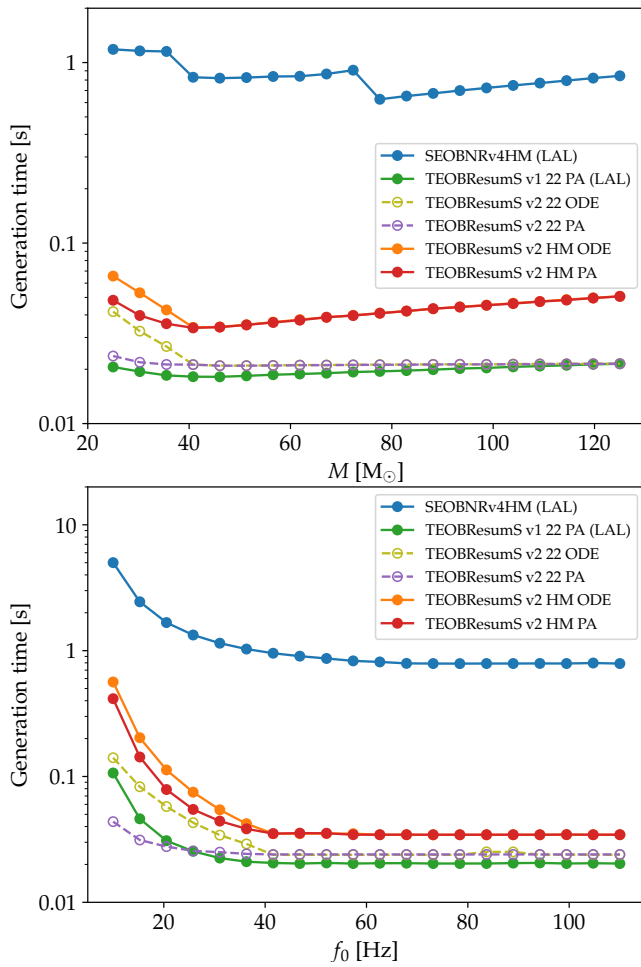 1
0.1
0.01
Generation time [s]
SEOBNRv4HM (LAL)
TEOBResumS v1 22 PA (LAL)
TEOBResumS v2 22 ODE
TEOBResumS v2 22 PA
TEOBResumS v2 HM ODE
TEOBResumS v2 HM PA
20 40 60 80 100 120
M [M☉]
10
1
0.1
0.01
Generation time [s]
SEOBNRv4HM (LAL)
TEOBResumS v1 22 PA (LAL)
TEOBResumS v2 22 ODE
TEOBResumS v2 22 PA
TEOBResumS v2 HM ODE
TEOBResumS v2 HM PA
20 40 60 80 100
f₀ [Hz]